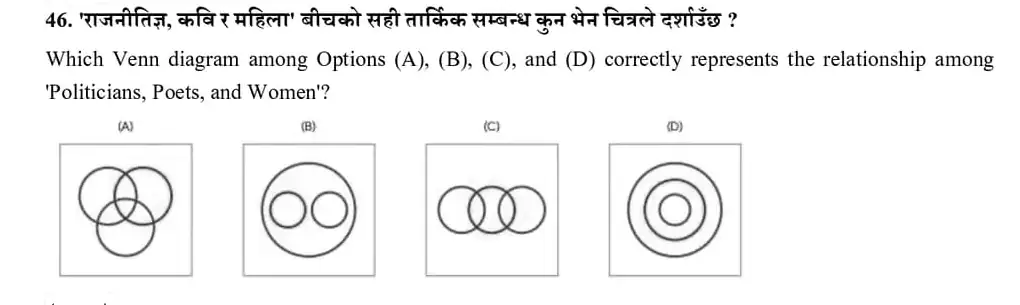 46. 'राजनीतिज्ञ, कवि र महिला' बीचको सही तार्किक सम्बन्ध कुन भेन चित्रले दर्शाउँछ ?
Which Venn diagram among Options (A), (B), (C), and (D) correctly represents the relationship among
'Politicians, Poets, and Women'?
(A) (B) (C) (D)